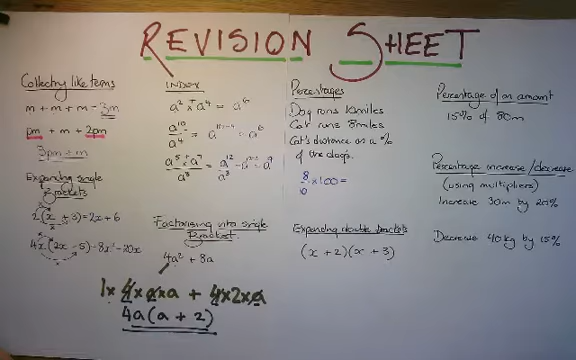 REVISION SHEET
Collecting like terms
m + m + m = 3m
pm + m + 2pm
3pm + m
Expanding single
Brackets
2(x + 3) = 2x + 6
4x(2x - 5) = 8x² - 20x
INDEX
a² × a⁴ = a⁶
a¹⁰/a⁴ = a¹⁰⁻⁴ = a⁶
a⁵ × a⁷/a³ = a¹²/a³ = = a⁹
Factorising into single
Bracket
4a² + 8a
1 × 4 × a × a + 4 × 2 × a
4a(a + 2)
Percentages
Dog runs 10miles
Cat runs 8miles
Cat's distance as a %
of the dogs.
8/10 × 100 =
Expanding double brackets
(x + 2)(x + 3)
Percentage of an amount
15% of 80m
Percentage increase/decrease
(using multipliers)
Increase 30m by 20%
Decrease 40kg by 15%